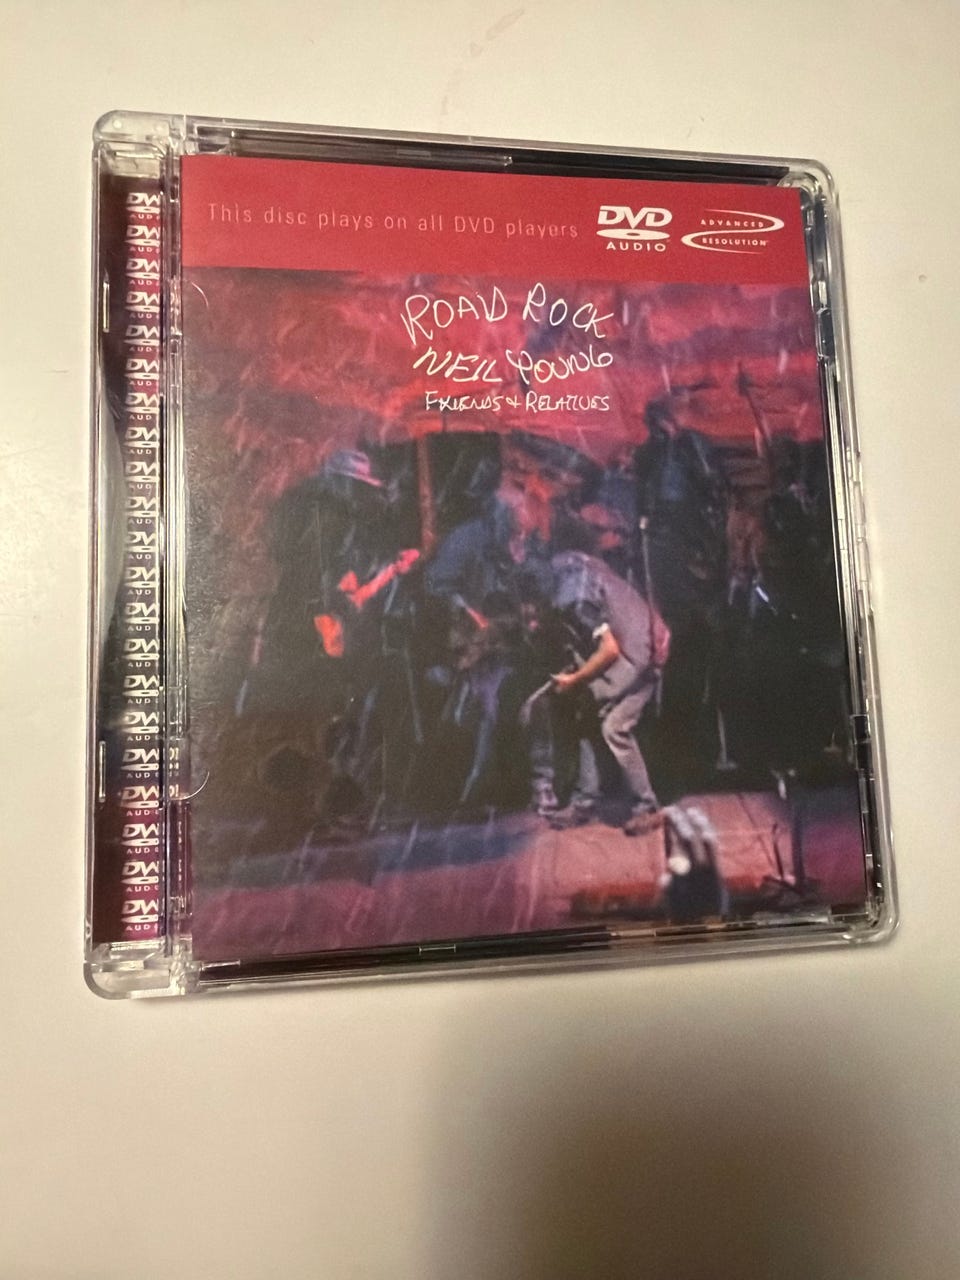 This disc plays on all DVD players
DVD
AUDIO
ADVANCED
RESOLUTION
ROAD ROCK
NEIL YOUNG
FRIENDS + RELATIVES